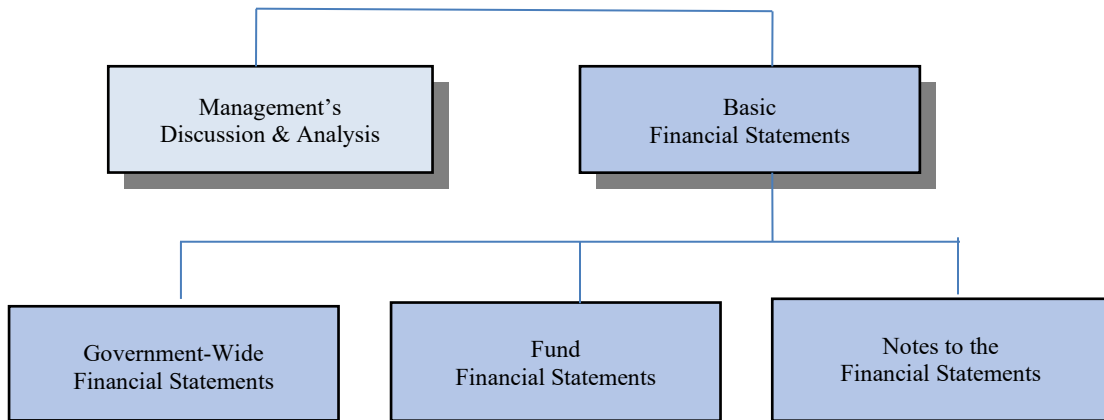 Management’s
Discussion & Analysis
Basic
Financial Statements
Government-Wide
Financial Statements
Fund
Financial Statements
Notes to the
Financial Statements